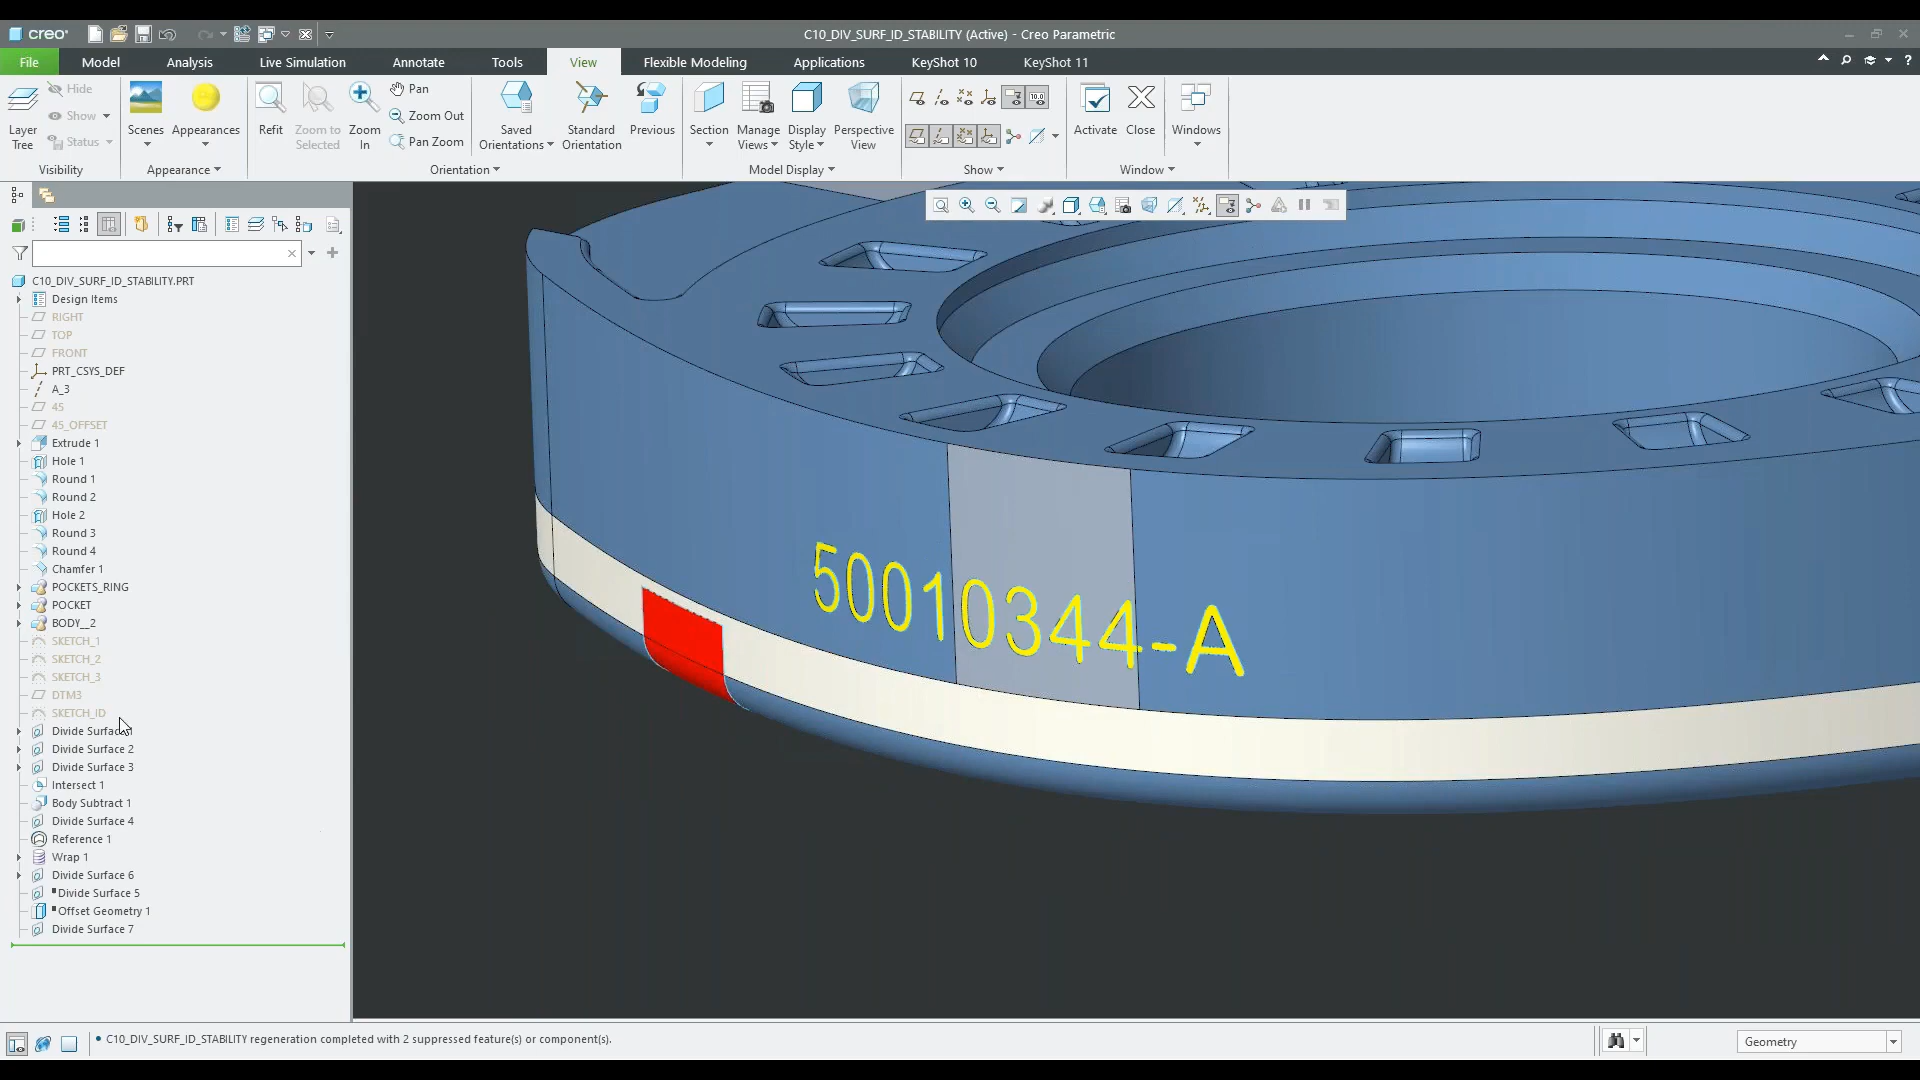 creo
C10_DIV_SURF_ID_STABILITY (Active) - Creo Parametric
File
Model
Analysis
Live Simulation
Annotate
Tools
View
Flexible Modeling
Applications
KeyShot 10
KeyShot 11
Layer Tree
Hide
Show
Status
Visibility
Scenes
Appearances
Appearance
Refit
Zoom to Selected
Zoom In
Pan
Zoom Out
Pan Zoom
Saved Orientations
Standard Orientation
Previous
Orientation
Section
Manage Views
Display Style
Perspective View
Model Display
Show
Activate
Close
Windows
Window
C10_DIV_SURF_ID_STABILITY.PRT
Design Items
RIGHT
TOP
FRONT
PRT_CSYS_DEF
A_3
45
45_OFFSET
Extrude 1
Hole 1
Round 1
Round 2
Hole 2
Round 3
Round 4
Chamfer 1
POCKETS_RING
POCKET
BODY__2
SKETCH_1
SKETCH_2
SKETCH_3
DTM3
SKETCH_ID
Divide Surface 1
Divide Surface 2
Divide Surface 3
Intersect 1
Body Subtract 1
Divide Surface 4
Reference 1
Wrap 1
Divide Surface 6
Divide Surface 5
Offset Geometry 1
Divide Surface 7
50010344-A
C10_DIV_SURF_ID_STABILITY regeneration completed with 2 suppressed feature(s) or component(s).
Geometry